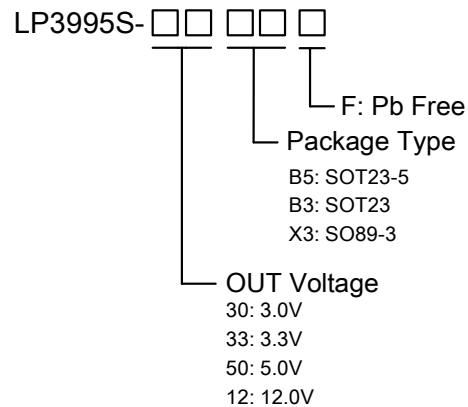 LP3995S-
F: Pb Free
Package Type
B5: SOT23-5
B3: SOT23
X3: SO89-3
OUT Voltage
30: 3.0V
33: 3.3V
50: 5.0V
12: 12.0V